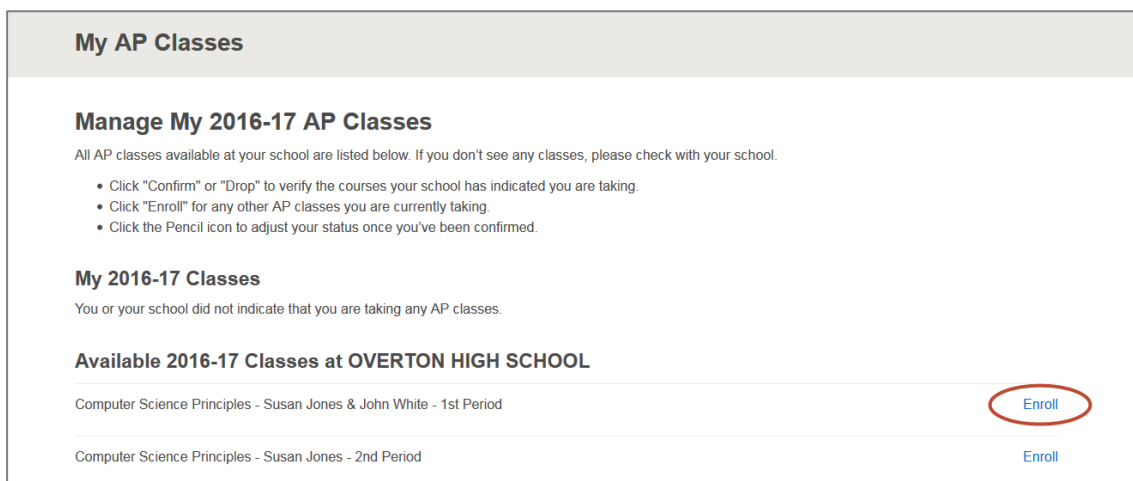 My AP Classes
Manage My 2016-17 AP Classes
All AP classes available at your school are listed below. If you don’t see any classes, please check with your school.
• Click "Confirm" or "Drop" to verify the courses your school has indicated you are taking.
• Click "Enroll" for any other AP classes you are currently taking.
• Click the Pencil icon to adjust your status once you’ve been confirmed.
My 2016-17 Classes
You or your school did not indicate that you are taking any AP classes.
Available 2016-17 Classes at OVERTON HIGH SCHOOL
Computer Science Principles - Susan Jones & John White - 1st Period Enroll
Computer Science Principles - Susan Jones - 2nd Period Enroll